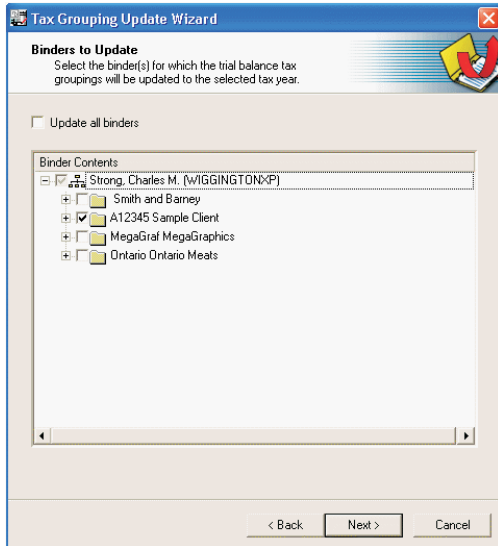 Tax Grouping Update Wizard
Binders to Update
Select the binder(s) for which the trial balance tax
groupings will be updated to the selected tax year.
Update all binders
Binder Contents
Strong, Charles M. (WIGGINGTONXP)
Smith and Barney
A12345 Sample Client
MegaGraf MegaGraphics
Ontario Ontario Meats
< Back
Next >
Cancel